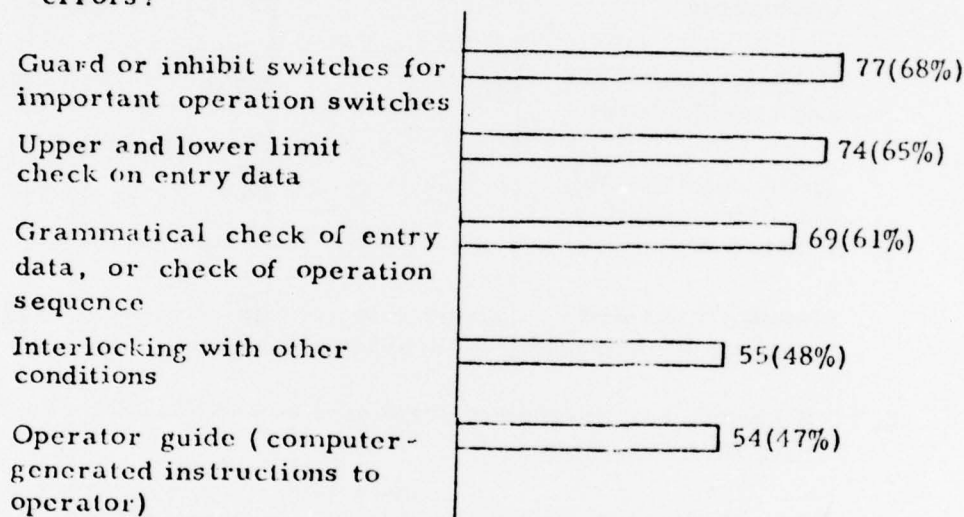 errors?
Guard or inhibit switches for
important operation switches
77(68%)
Upper and lower limit
check on entry data
74(65%)
Grammatical check of entry
data, or check of operation
sequence
69(61%)
Interlocking with other
conditions
55(48%)
Operator guide (computer-
generated instructions to
operator)
54(47%)